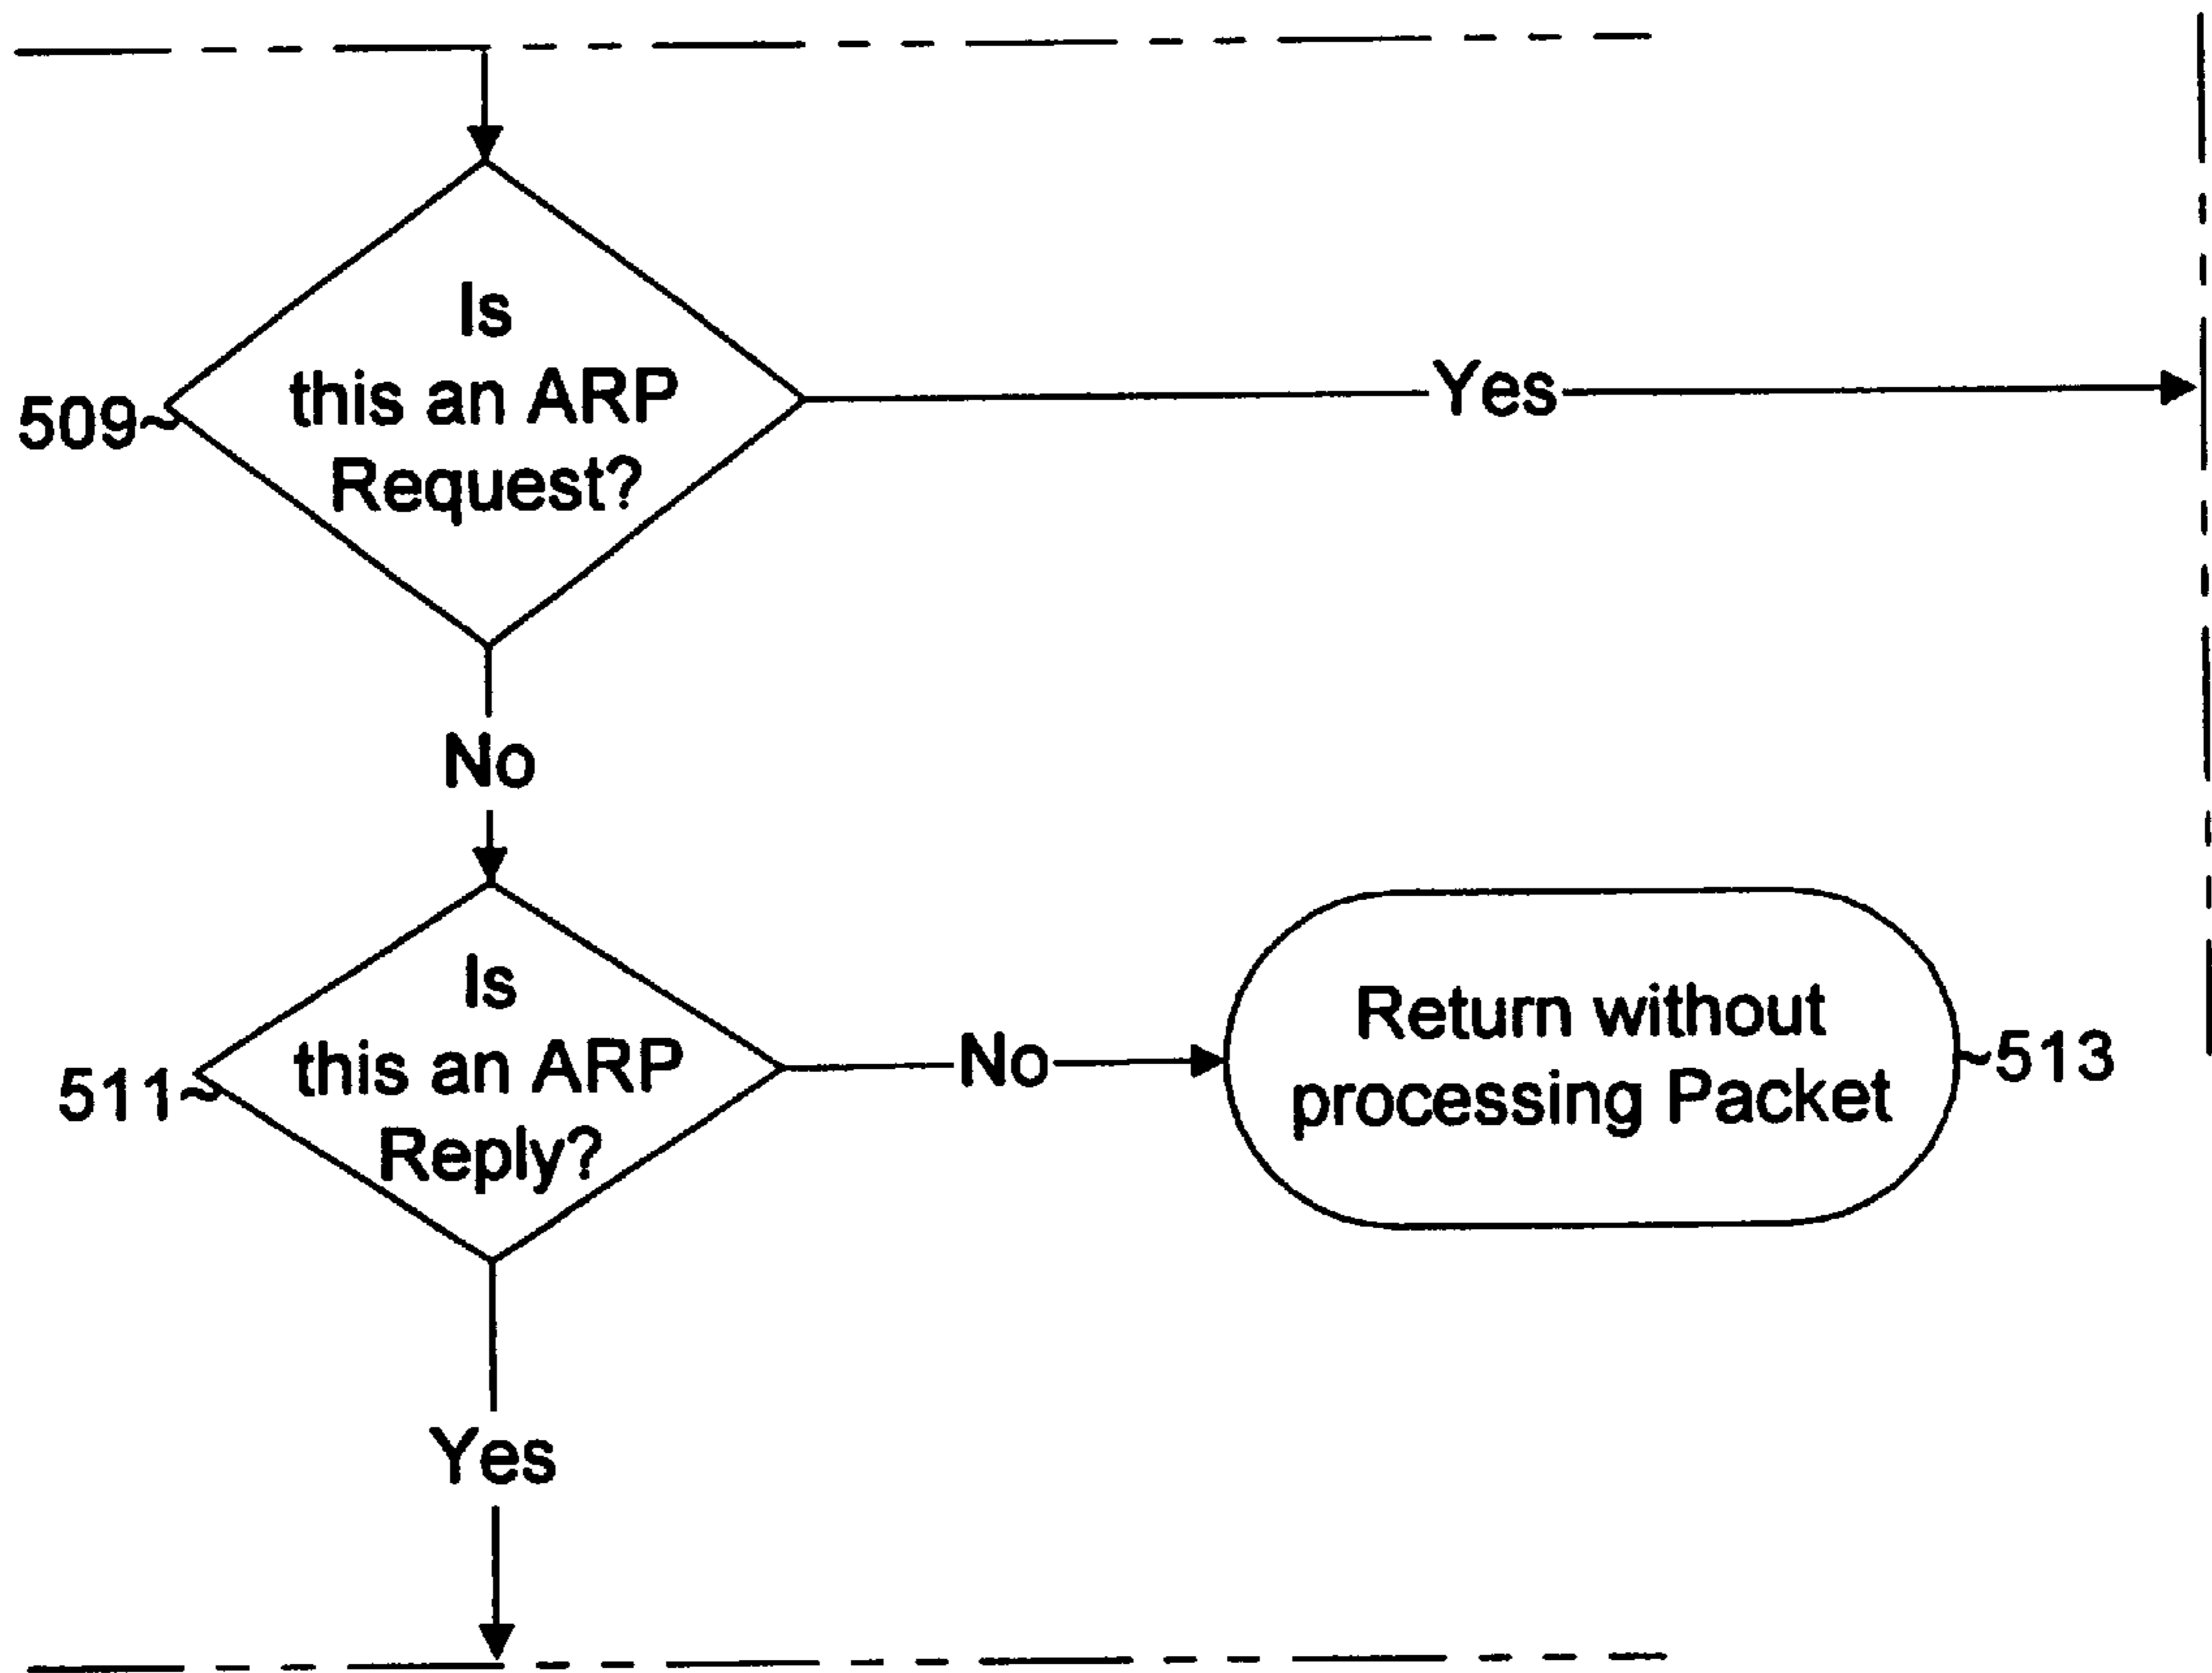 Is
this an ARP
Request?
509
Yes
No
Is
this an ARP
Reply?
511
No
Return without
processing Packet
513
Yes